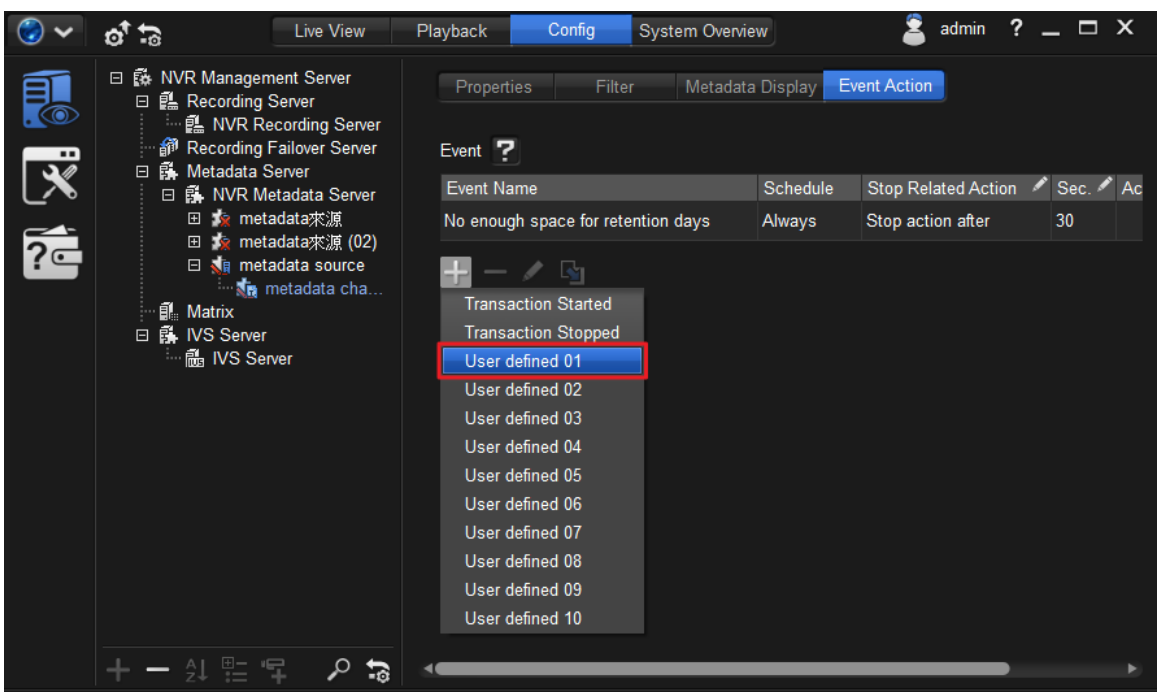 Live View Playback Config System Overview admin ?
NVR Management Server
Recording Server
NVR Recording Server
Recording Failover Server
Metadata Server
NVR Metadata Server
metadata來源
metadata來源 (02)
metadata source
metadata cha...
Matrix
IVS Server
IVS Server
Properties Filter Metadata Display Event Action
Event ?
Event Name Schedule Stop Related Action Sec. Ac
No enough space for retention days Always Stop action after 30
Transaction Started
Transaction Stopped
User defined 01
User defined 02
User defined 03
User defined 04
User defined 05
User defined 06
User defined 07
User defined 08
User defined 09
User defined 10